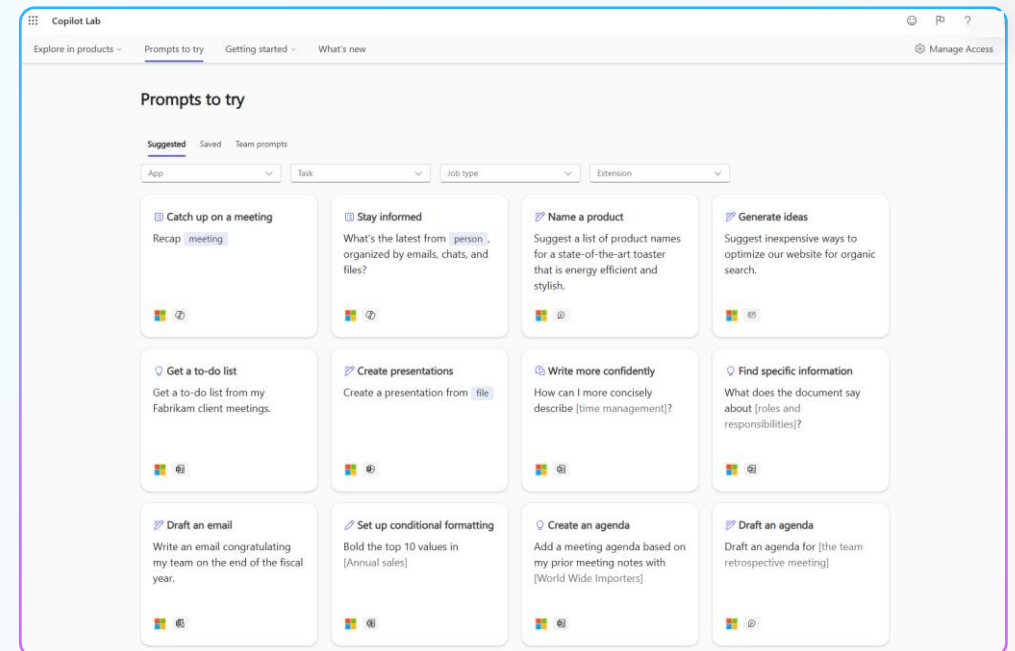 Copilot Lab
?
Explore in products
Prompts to try
Getting started
What's new
Manage Access
Prompts to try
Suggested
Saved
Team prompts
App
Task
Job type
Extension
Catch up on a meeting
Recap meeting
Stay informed
What's the latest from person ,
organized by emails, chats, and
files?
Name a product
Suggest a list of product names
for a state-of-the-art toaster
that is energy efficient and
stylish.
Generate ideas
Suggest inexpensive ways to
optimize our website for organic
search.
Get a to-do list
Get a to-do list from my
Fabrikam client meetings.
Create presentations
Create a presentation from file
Write more confidently
How can I more concisely
describe [time management]?
Find specific information
What does the document say
about [roles and
responsibilities]?
Draft an email
Write an email congratulating
my team on the end of the fiscal
year.
Set up conditional formatting
Bold the top 10 values in
[Annual sales]
Create an agenda
Add a meeting agenda based on
my prior meeting notes with
[World Wide Importers]
Draft an agenda
Draft an agenda for [the team
retrospective meeting]